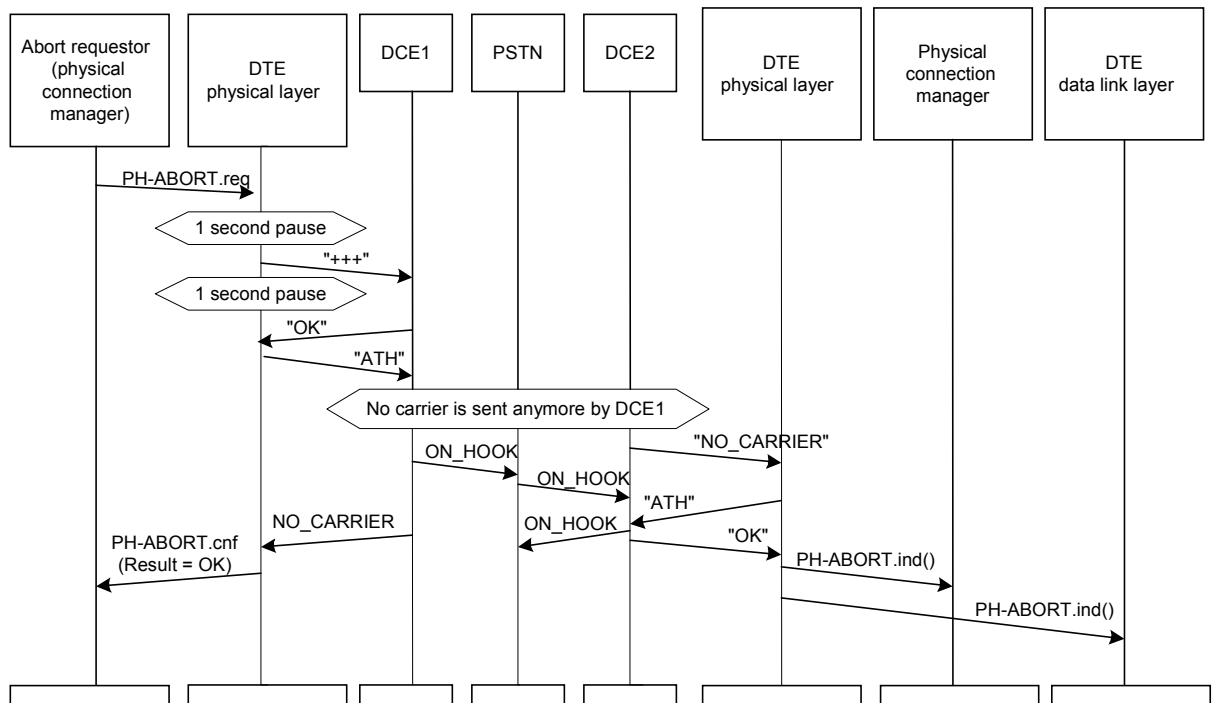 Abort requestor
(physical
connection
manager)
DTE
physical layer
DCE1
PSTN
DCE2
DTE
physical layer
Physical
connection
manager
DTE
data link layer
PH-ABORT.req
1 second pause
"+++"
1 second pause
"OK"
"ATH"
No carrier is sent anymore by DCE1
"NO_CARRIER"
ON_HOOK
ON_HOOK
"ATH"
ON_HOOK
NO_CARRIER
"OK"
PH-ABORT.cnf
(Result = OK)
PH-ABORT.ind()
PH-ABORT.ind()